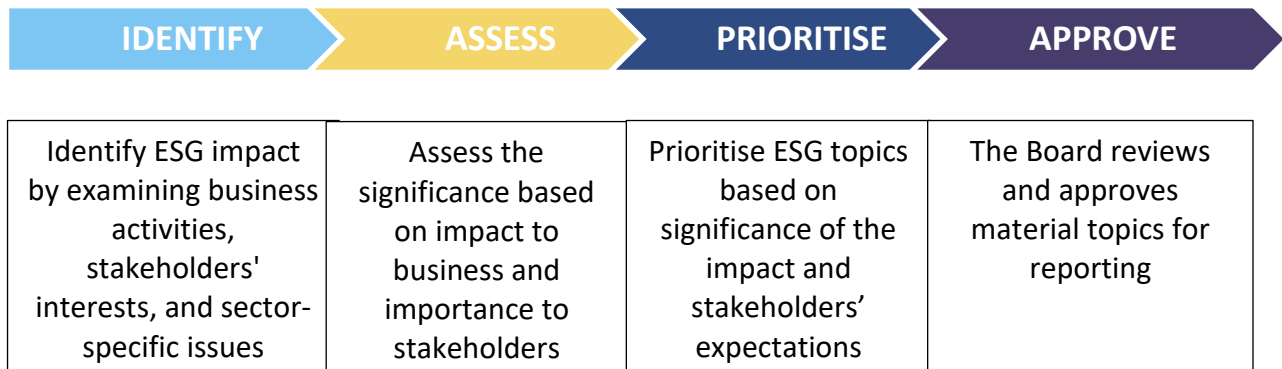 IDENTIFY
ASSESS
PRIORITISE
APPROVE
Identify ESG impact
by examining business
activities,
stakeholders'
interests, and sector-
specific issues
Assess the
significance based
on impact to
business and
importance to
stakeholders
Prioritise ESG topics
based on
significance of the
impact and
stakeholders’
expectations
The Board reviews
and approves
material topics for
reporting